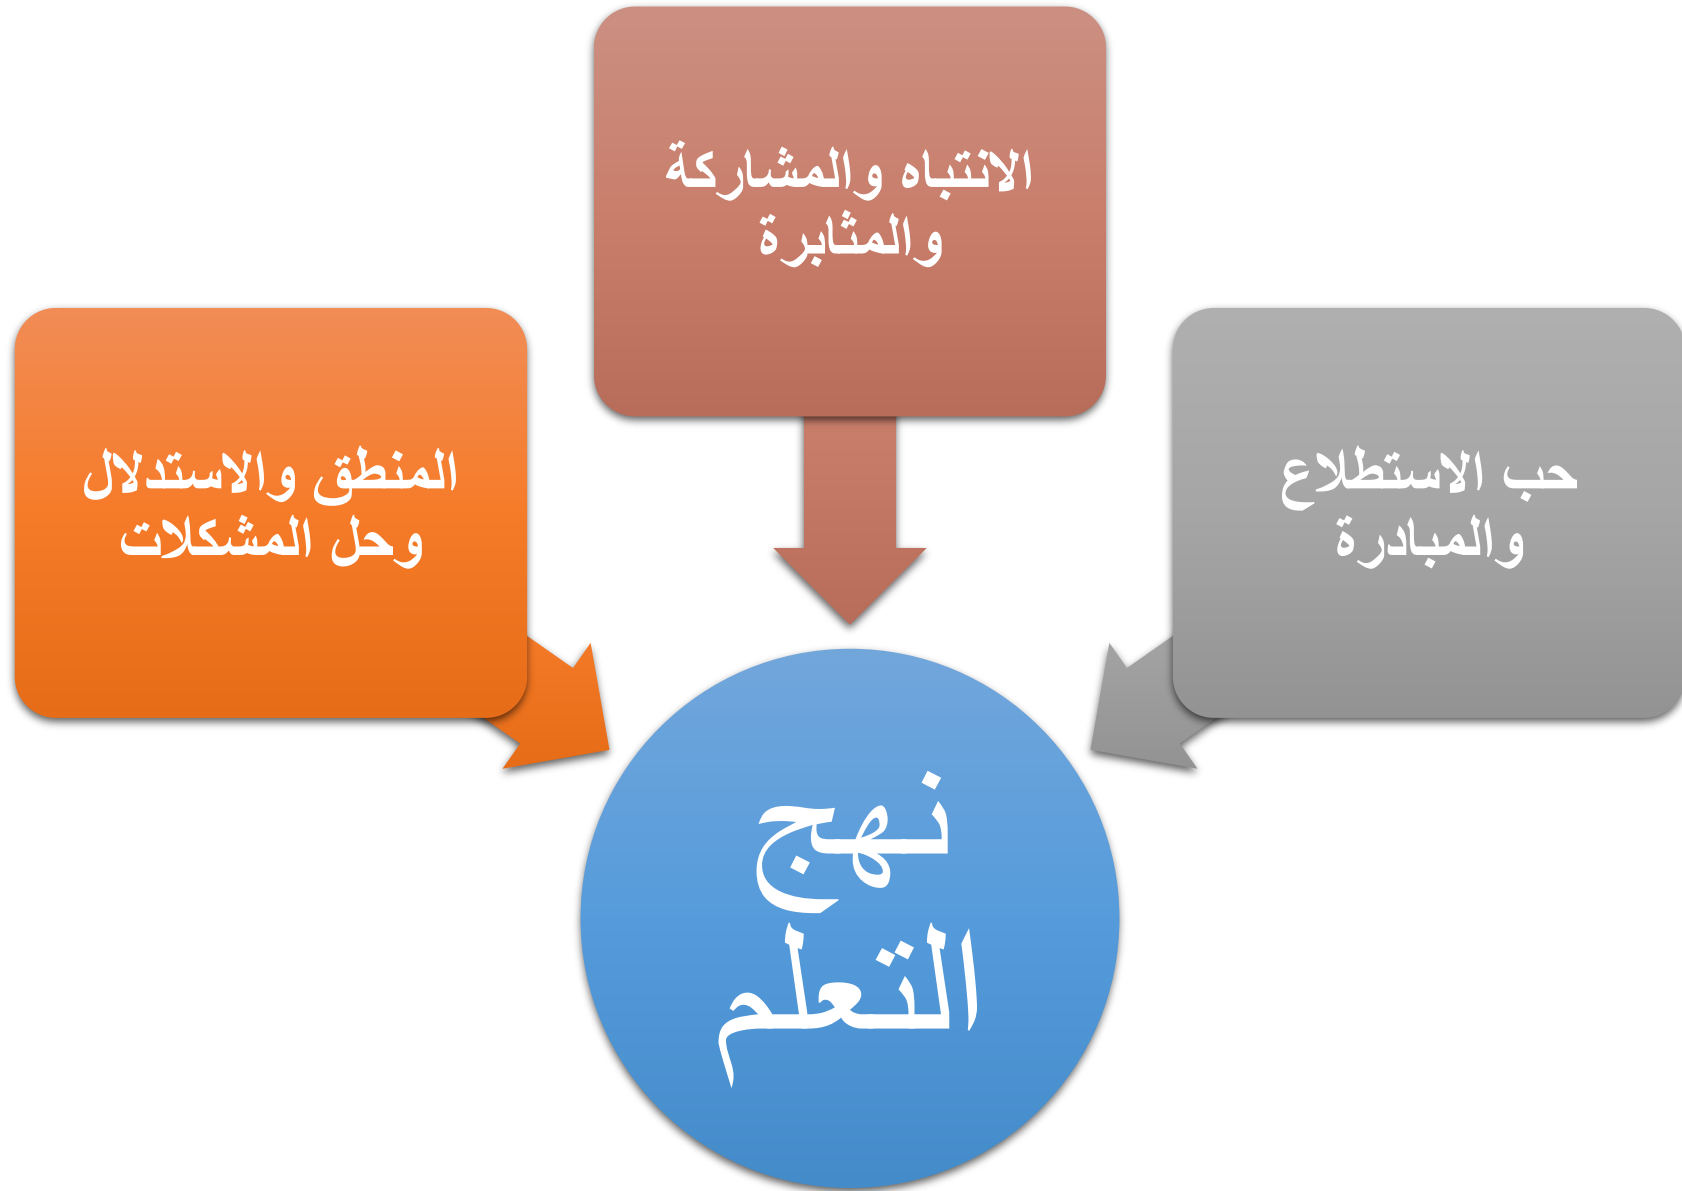 الانتباه والمشاركة
والمثابرة
حب الاستطلاع
والمبادرة
المنطق والاستدلال
وحل المشكلات
نهج
التعلم